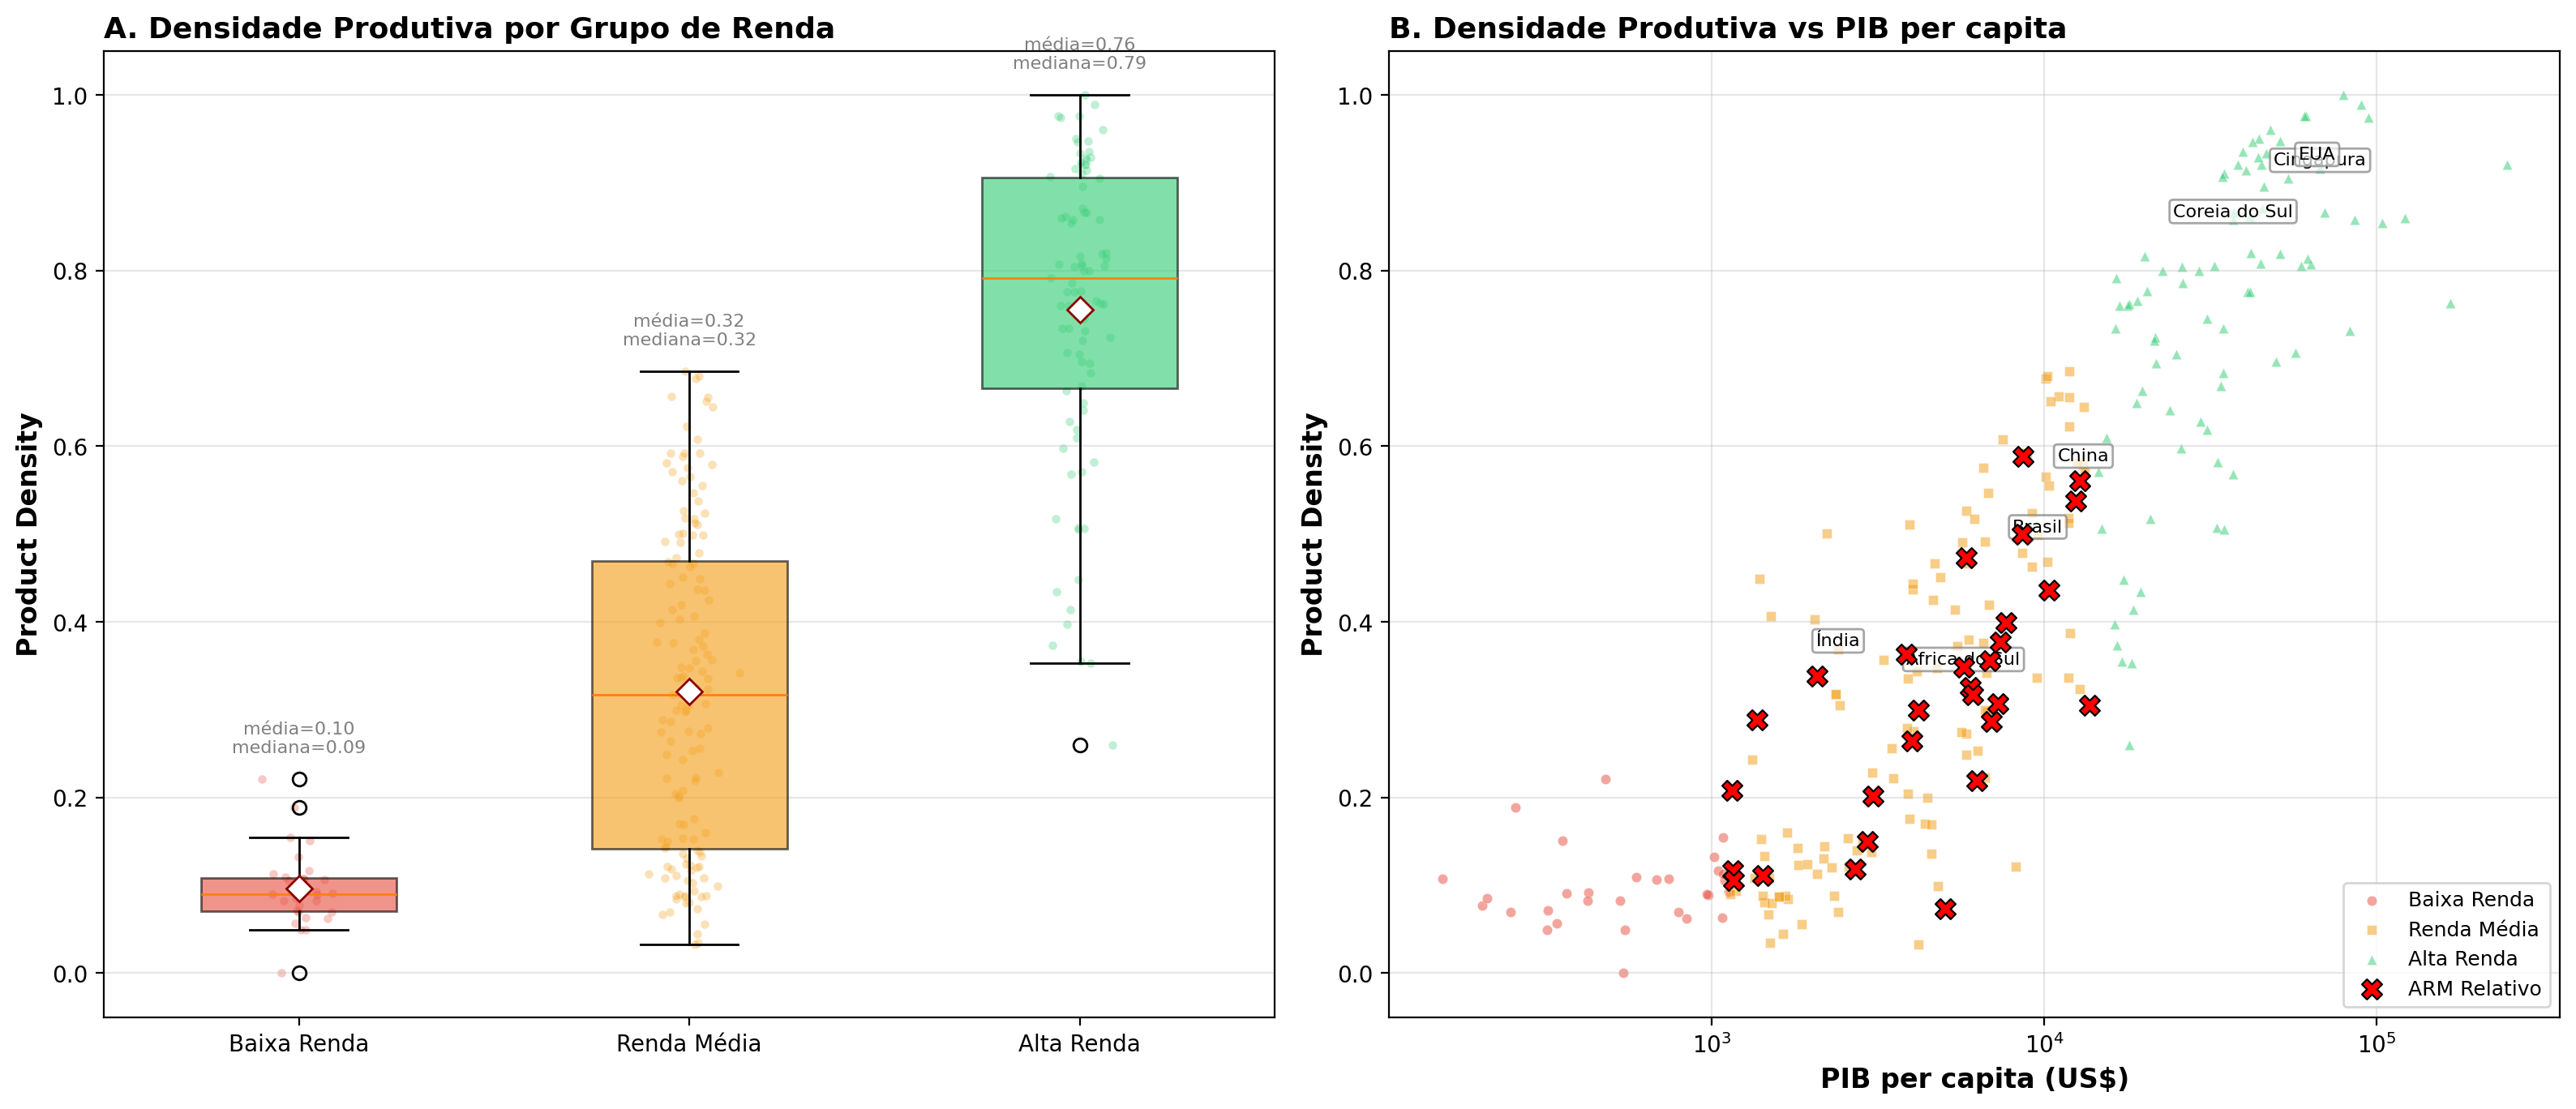 A. Densidade Produtiva por Grupo de Renda
média=0.76
mediana=0.79
média=0.32
mediana=0.32
média=0.10
mediana=0.09
Product Density
1.0
0.8
0.6
0.4
0.2
0.0
Baixa Renda
Renda Média
Alta Renda
B. Densidade Produtiva vs PIB per capita
EUA
Cingapura
Coreia do Sul
China
Brasil
Índia
África do Sul
Product Density
1.0
0.8
0.6
0.4
0.2
0.0
Baixa Renda
Renda Média
Alta Renda
ARM Relativo
10³
10⁴
10⁵
PIB per capita (US$)